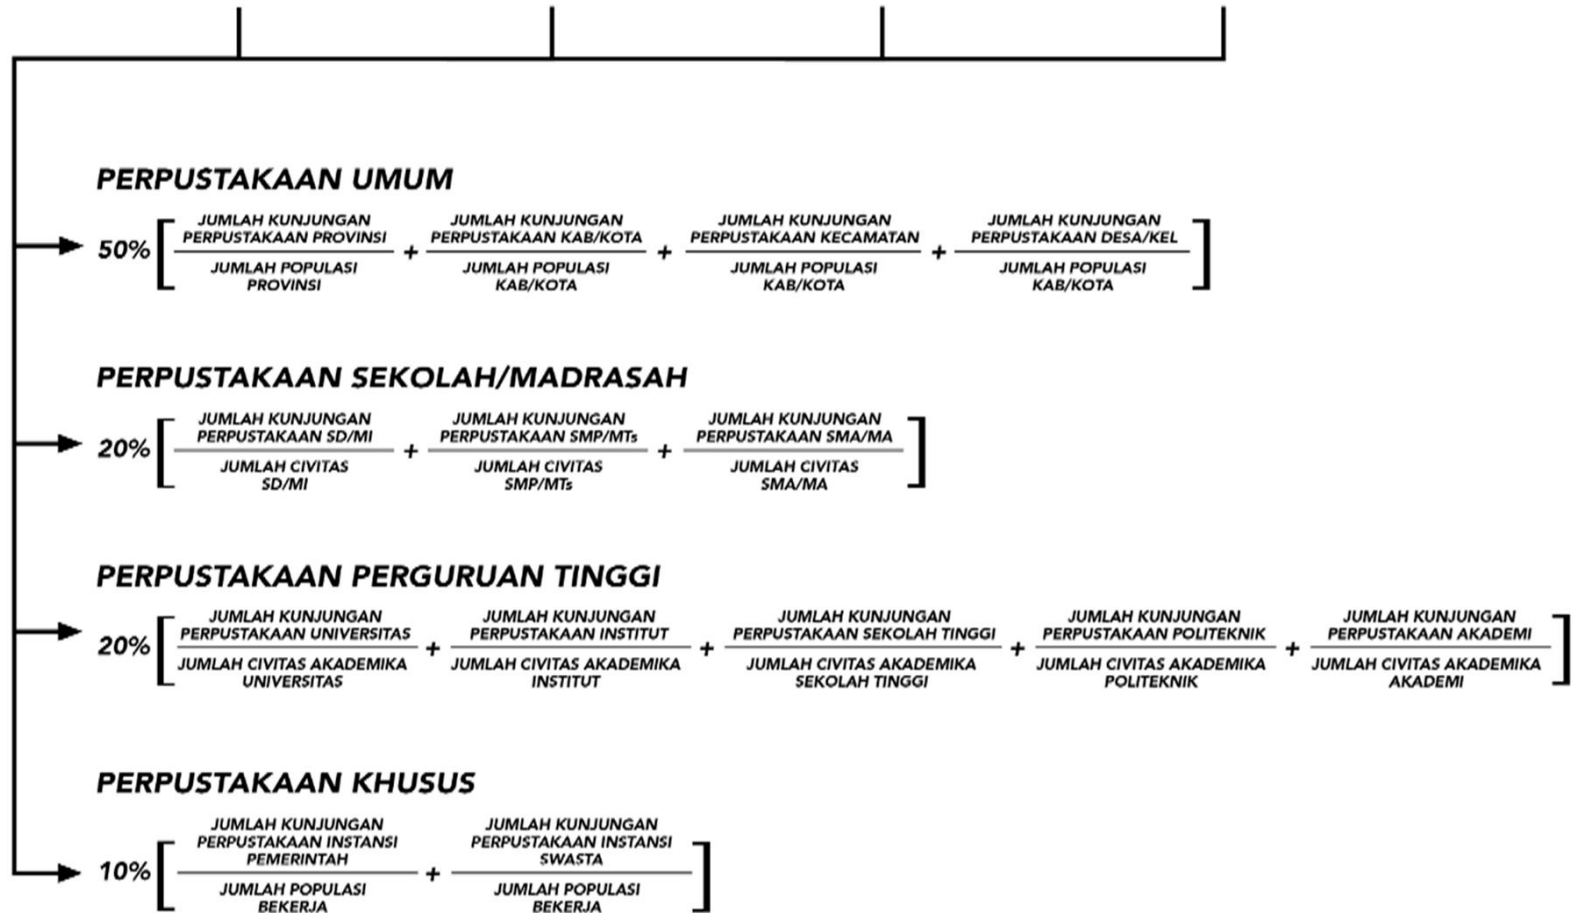 PERPUSTAKAAN UMUM
JUMLAH KUNJUNGAN JUMLAH KUNJUNGAN JUMLAH KUNJUNGAN JUMLAH KUNJUNGAN
PERPUSTAKAAN PROVINSI PERPUSTAKAAN KAB/KOTA PERPUSTAKAAN KECAMATAN PERPUSTAKAAN DESA/KEL
50% [ + + + ]
JUMLAH POPULASI JUMLAH POPULASI JUMLAH POPULASI JUMLAH POPULASI
PROVINSI KAB/KOTA KAB/KOTA KAB/KOTA
PERPUSTAKAAN SEKOLAH/MADRASAH
JUMLAH KUNJUNGAN JUMLAH KUNJUNGAN JUMLAH KUNJUNGAN
PERPUSTAKAAN SD/MI PERPUSTAKAAN SMP/MTs PERPUSTAKAAN SMA/MA
20% [ + + ]
JUMLAH CIVITAS JUMLAH CIVITAS JUMLAH CIVITAS
SD/MI SMP/MTs SMA/MA
PERPUSTAKAAN PERGURUAN TINGGI
JUMLAH KUNJUNGAN JUMLAH KUNJUNGAN JUMLAH KUNJUNGAN JUMLAH KUNJUNGAN JUMLAH KUNJUNGAN
PERPUSTAKAAN UNIVERSITAS PERPUSTAKAAN INSTITUT PERPUSTAKAAN SEKOLAH TINGGI PERPUSTAKAAN POLITEKNIK PERPUSTAKAAN AKADEMI
20% [ + + + + ]
JUMLAH CIVITAS AKADEMIKA JUMLAH CIVITAS AKADEMIKA JUMLAH CIVITAS AKADEMIKA JUMLAH CIVITAS AKADEMIKA JUMLAH CIVITAS AKADEMIKA
UNIVERSITAS INSTITUT SEKOLAH TINGGI POLITEKNIK AKADEMI
PERPUSTAKAAN KHUSUS
JUMLAH KUNJUNGAN JUMLAH KUNJUNGAN
PERPUSTAKAAN INSTANSI PERPUSTAKAAN INSTANSI
PEMERINTAH SWASTA
10% [ + ]
JUMLAH POPULASI JUMLAH POPULASI
BEKERJA BEKERJA